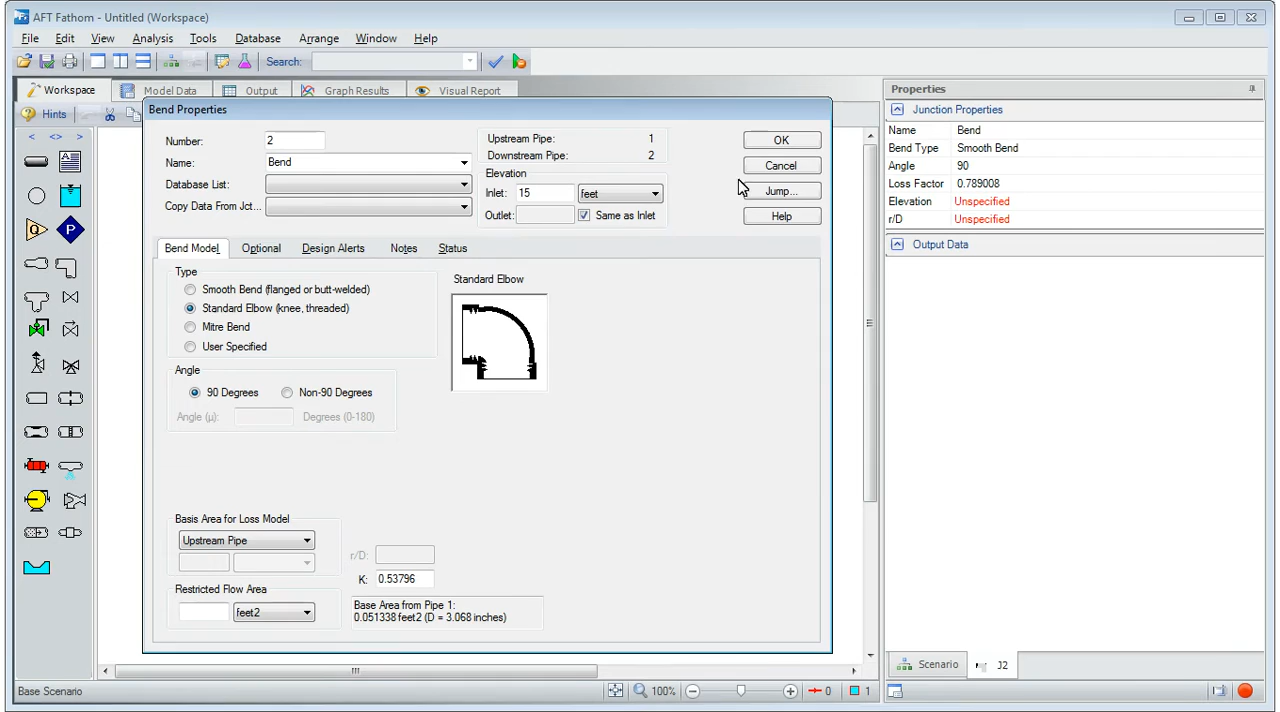 AFT Fathom - Untitled (Workspace)
File Edit View Analysis Tools Database Arrange Window Help
Search:
Workspace Model Data Output Graph Results Visual Report
Hints
< <> >
Bend Properties
Number: 2
Name: Bend
Database List:
Copy Data From Jct...
Upstream Pipe: 1
Downstream Pipe: 2
Elevation
Inlet: 15 feet
Outlet: Same as Inlet
OK
Cancel
Jump...
Help
Bend Model Optional Design Alerts Notes Status
Type
Smooth Bend (flanged or butt-welded)
Standard Elbow (knee, threaded)
Mitre Bend
User Specified
Standard Elbow
Angle
90 Degrees Non-90 Degrees
Angle (µ): Degrees (0-180)
Basis Area for Loss Model
Upstream Pipe
r/D:
K: 0.53796
Restricted Flow Area
feet2
Base Area from Pipe 1:
0.051338 feet2 (D = 3.068 inches)
Properties
Junction Properties
Name Bend
Bend Type Smooth Bend
Angle 90
Loss Factor 0.789008
Elevation Unspecified
r/D Unspecified
Output Data
Scenario J2
Base Scenario
100%
0
1